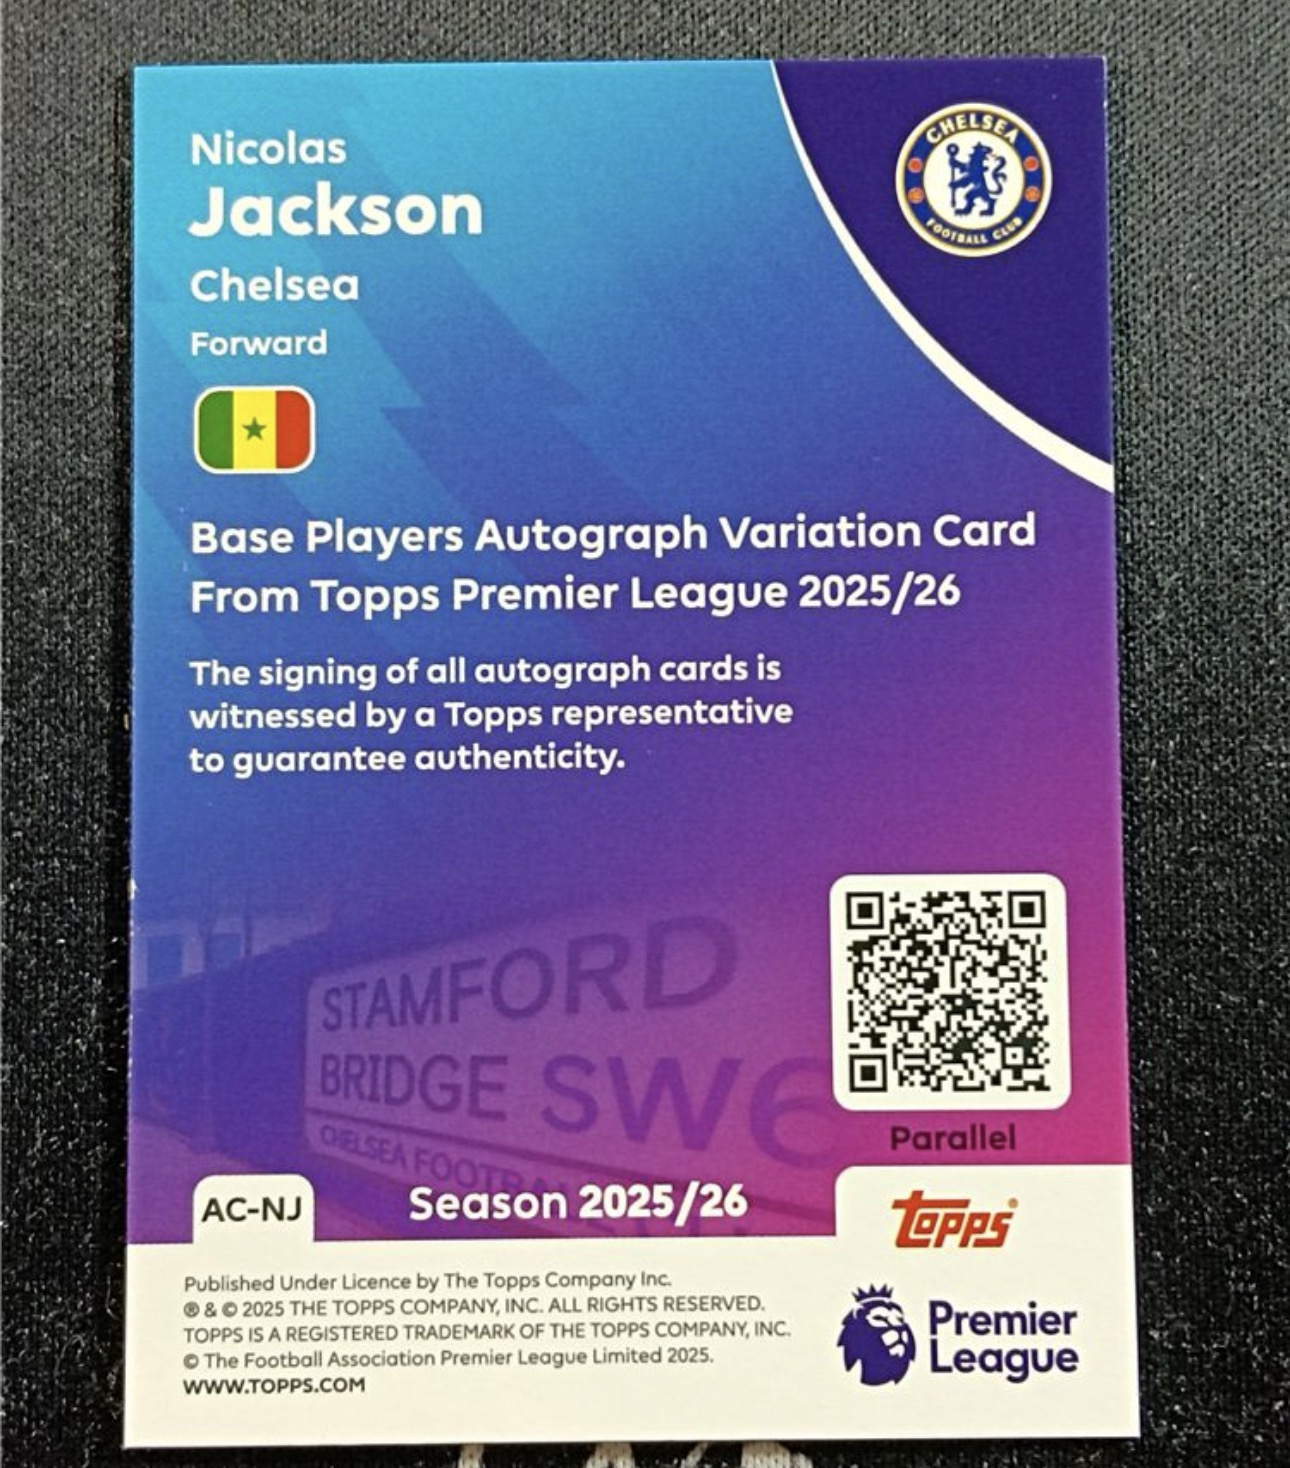 Nicolas
Jackson
Chelsea
Forward
CHELSEA
FOOTBALL CLUB
Base Players Autograph Variation Card
From Topps Premier League 2025/26
The signing of all autograph cards is
witnessed by a Topps representative
to guarantee authenticity.
STAMFORD
BRIDGE SW6
CHELSEA
Parallel
AC-NJ
Season 2025/26
topps®
Published Under Licence by The Topps Company Inc.
® & © 2025 THE TOPPS COMPANY, INC. ALL RIGHTS RESERVED.
TOPPS IS A REGISTERED TRADEMARK OF THE TOPPS COMPANY, INC.
© The Football Association Premier League Limited 2025.
WWW.TOPPS.COM
Premier
League